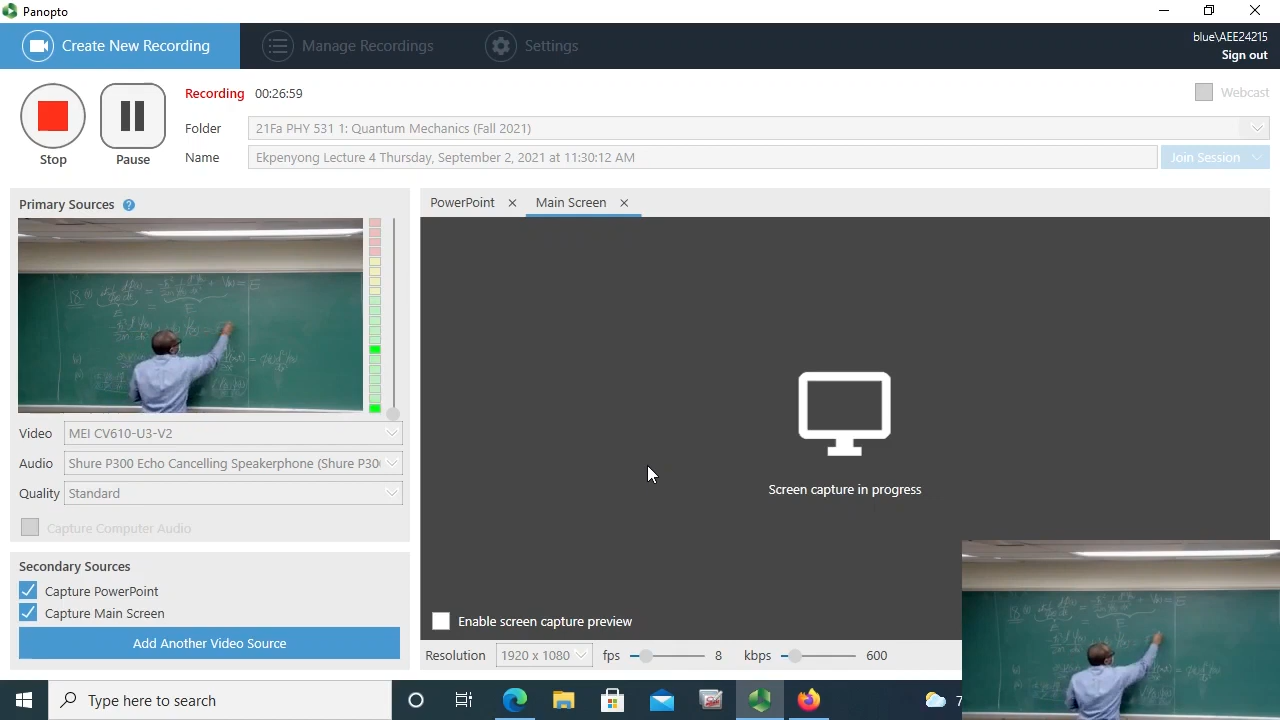 Panopto
Create New Recording
Manage Recordings
Settings
blue\AEE24215
Sign out
Recording 00:26:59
Webcast
Folder 21Fa PHY 531 1: Quantum Mechanics (Fall 2021)
Name Ekpenyong Lecture 4 Thursday, September 2, 2021 at 11:30:12 AM
Join Session
Stop
Pause
Primary Sources ?
PowerPoint
Main Screen
Video MEI CV610-U3-V2
Audio Shure P300 Echo Cancelling Speakerphone (Shure P30
Quality Standard
Capture Computer Audio
Screen capture in progress
Secondary Sources
Capture PowerPoint
Capture Main Screen
Add Another Video Source
Enable screen capture preview
Resolution 1920 x 1080 fps 8 kbps 600
Type here to search
7